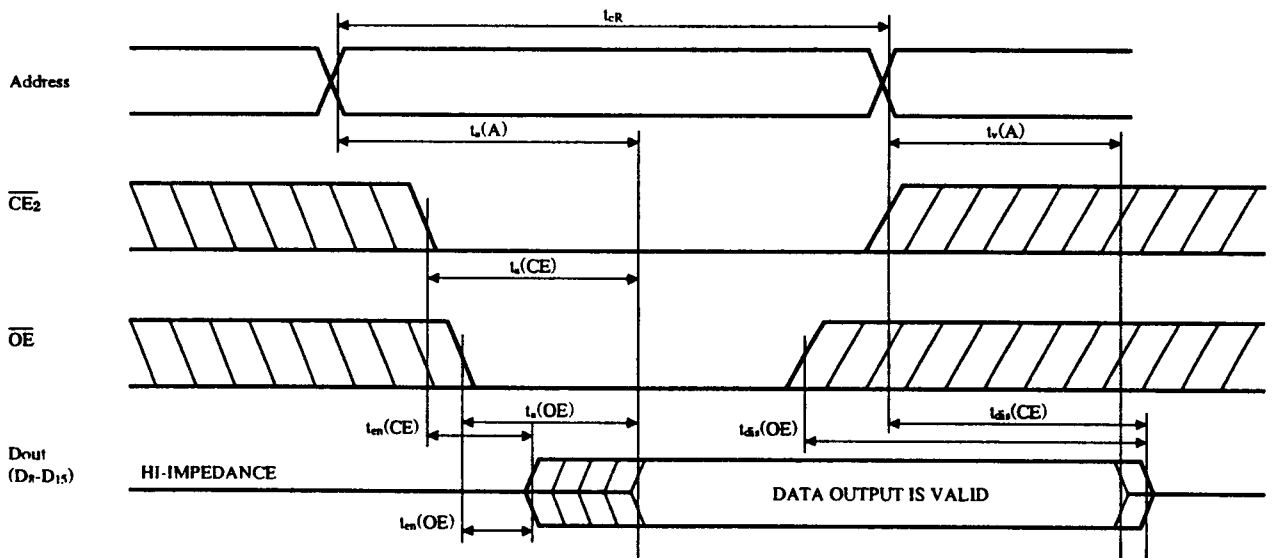 tcR
Address
ta(A)
tv(A)
CE2
ta(CE)
OE
ta(OE)
ten(CE)
tdis(CE)
tdis(OE)
Dout
(D8-D15)
HI-IMPEDANCE
DATA OUTPUT IS VALID
ten(OE)